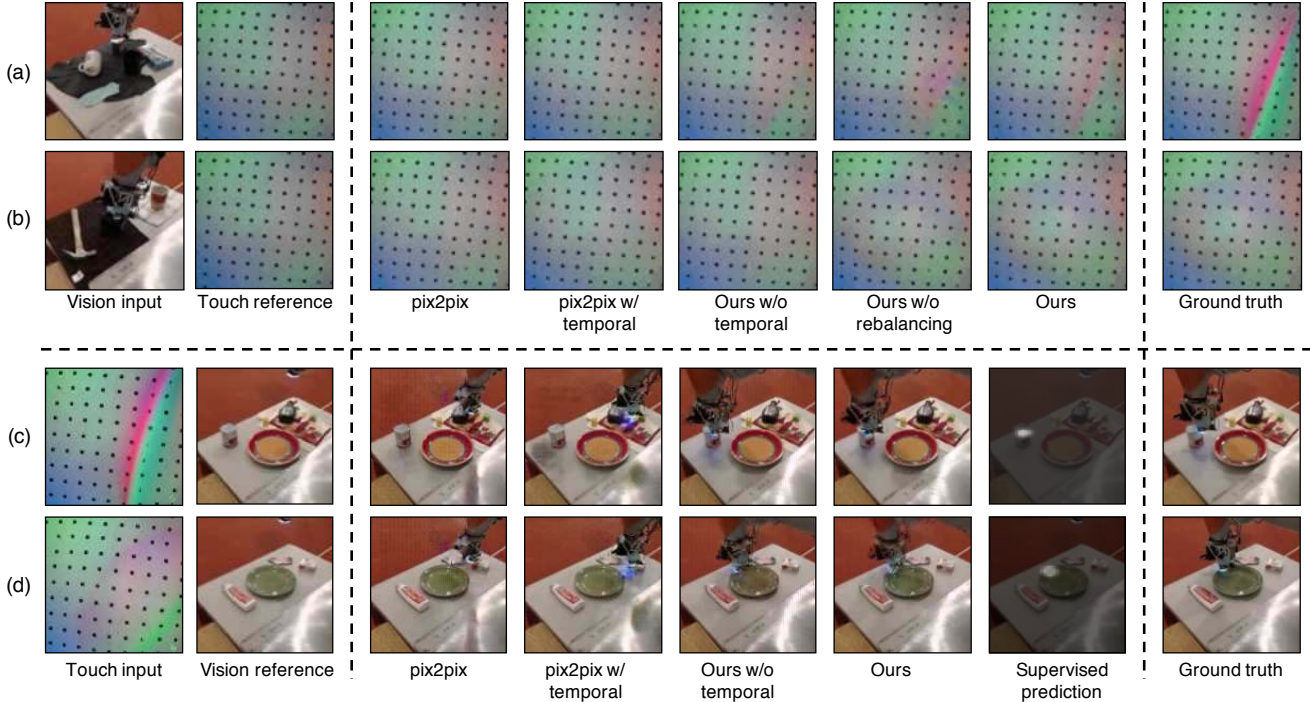 (a)
(b)
Vision input
Touch reference
pix2pix
pix2pix w/
temporal
Ours w/o
temporal
Ours w/o
rebalancing
Ours
Ground truth
(c)
(d)
Touch input
Vision reference
pix2pix
pix2pix w/
temporal
Ours w/o
temporal
Ours
Supervised
prediction
Ground truth